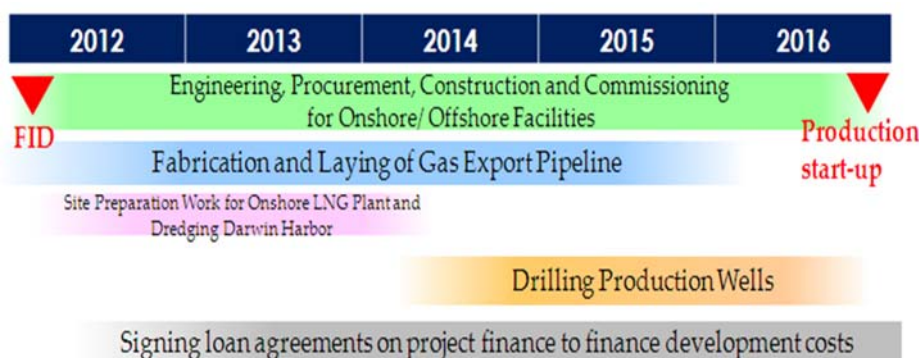 2012 2013 2014 2015 2016
Engineering, Procurement, Construction and Commissioning
for Onshore/ Offshore Facilities
FID
Production
start-up
Fabrication and Laying of Gas Export Pipeline
Site Preparation Work for Onshore LNG Plant and
Dredging Darwin Harbor
Drilling Production Wells
Signing loan agreements on project finance to finance development costs